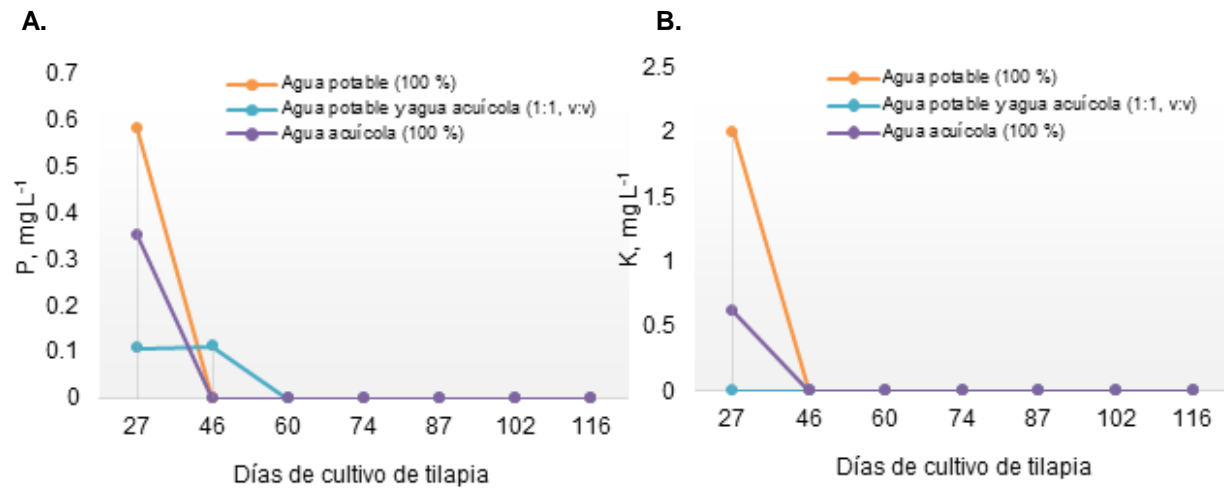 A.
0.7
0.6
0.5
0.4
0.3
0.2
0.1
0
P, mg L⁻¹
Agua potable (100 %)
Agua potable y agua acuícola (1:1, v:v)
Agua acuícola (100 %)
27 46 60 74 87 102 116
Días de cultivo de tilapia
B.
2.5
2
1.5
1
0.5
0
K, mg L⁻¹
Agua potable (100 %)
Agua potable y agua acuícola (1:1, v:v)
Agua acuícola (100 %)
27 46 60 74 87 102 116
Días de cultivo de tilapia